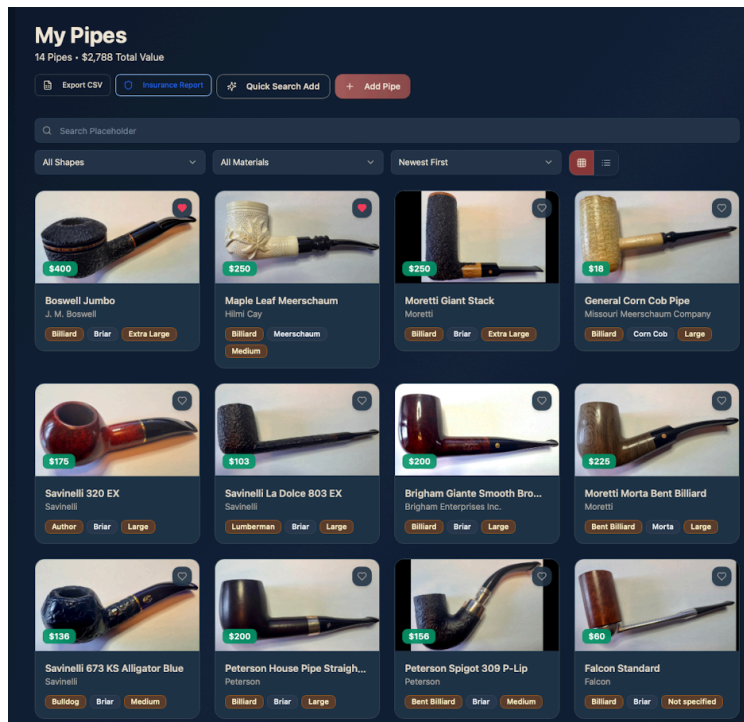 My Pipes
14 Pipes • $2,788 Total Value
Export CSV Insurance Report Quick Search Add + Add Pipe
Search Placeholder
All Shapes All Materials Newest First
$400 $250 $250 $18
Boswell Jumbo Maple Leaf Meerschaum Moretti Giant Stack General Corn Cob Pipe
J. M. Boswell Hilmi Cay Moretti Missouri Meerschaum Company
Billiard Briar Extra Large Billiard Meerschaum Billiard Briar Extra Large Billiard Corn Cob Large
Medium
$175 $103 $200 $225
Savinelli 320 EX Savinelli La Dolce 803 EX Brigham Giante Smooth Bro... Moretti Morta Bent Billiard
Savinelli Savinelli Brigham Enterprises Inc. Moretti
Author Briar Large Lumberman Briar Large Billiard Briar Large Bent Billiard Morta Large
$136 $200 $156 $60
Savinelli 673 KS Alligator Blue Peterson House Pipe Straigh... Peterson Spigot 309 P-Lip Falcon Standard
Savinelli Peterson Peterson Falcon
Bulldog Briar Medium Billiard Briar Large Bent Billiard Briar Medium Billiard Briar Not specified